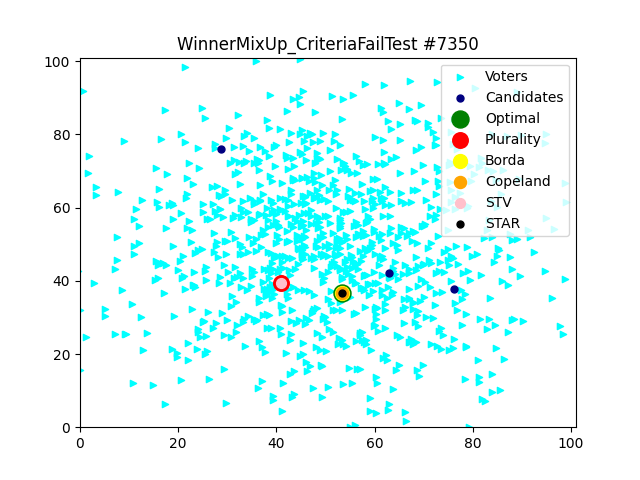 WinnerMixUp_CriteriaFailTest #7350
100
80
60
40
20
0
0
20
40
60
80
100
Voters
Candidates
Optimal
Plurality
Borda
Copeland
STV
STAR